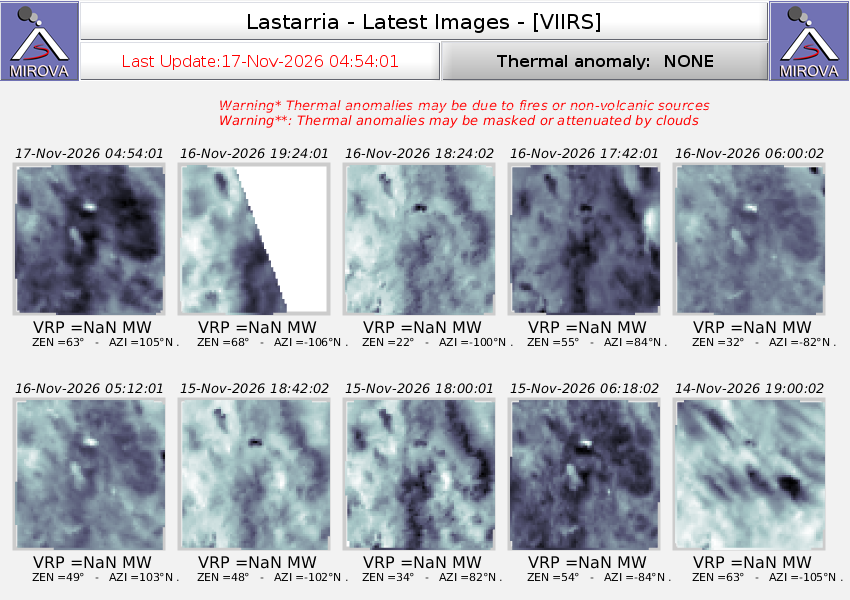 Lastarria - Latest Images - [VIIRS]
MIROVA
Last Update:17-Nov-2026 04:54:01
Thermal anomaly: NONE
MIROVA
Warning* Thermal anomalies may be due to fires or non-volcanic sources
Warning**: Thermal anomalies may be masked or attenuated by clouds
17-Nov-2026 04:54:01
16-Nov-2026 19:24:01
16-Nov-2026 18:24:02
16-Nov-2026 17:42:01
16-Nov-2026 06:00:02
VRP =NaN MW
VRP =NaN MW
VRP =NaN MW
VRP =NaN MW
VRP =NaN MW
ZEN =63° - AZI =105°N .
ZEN =68° - AZI =-106°N .
ZEN =22° - AZI =-100°N .
ZEN =55° - AZI =84°N .
ZEN =32° - AZI =-82°N .
16-Nov-2026 05:12:01
15-Nov-2026 18:42:02
15-Nov-2026 18:00:01
15-Nov-2026 06:18:02
14-Nov-2026 19:00:02
VRP =NaN MW
VRP =NaN MW
VRP =NaN MW
VRP =NaN MW
VRP =NaN MW
ZEN =49° - AZI =103°N .
ZEN =48° - AZI =-102°N .
ZEN =34° - AZI =82°N .
ZEN =54° - AZI =-84°N .
ZEN =63° - AZI =-105°N .